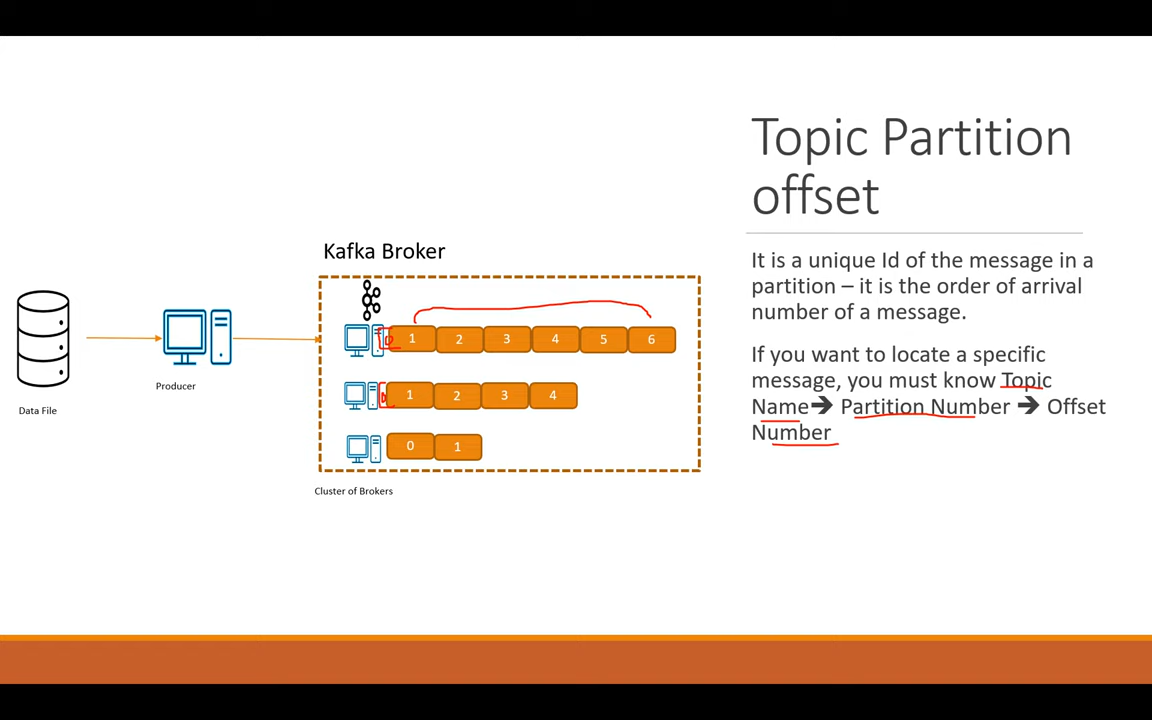 Topic Partition
offset
It is a unique Id of the message in a
partition – it is the order of arrival
number of a message.
If you want to locate a specific
message, you must know Topic
Name➔ Partition Number ➔ Offset
Number
Kafka Broker
0 1 2 3 4 5 6
0 1 2 3 4
0 1
Cluster of Brokers
Producer
Data File